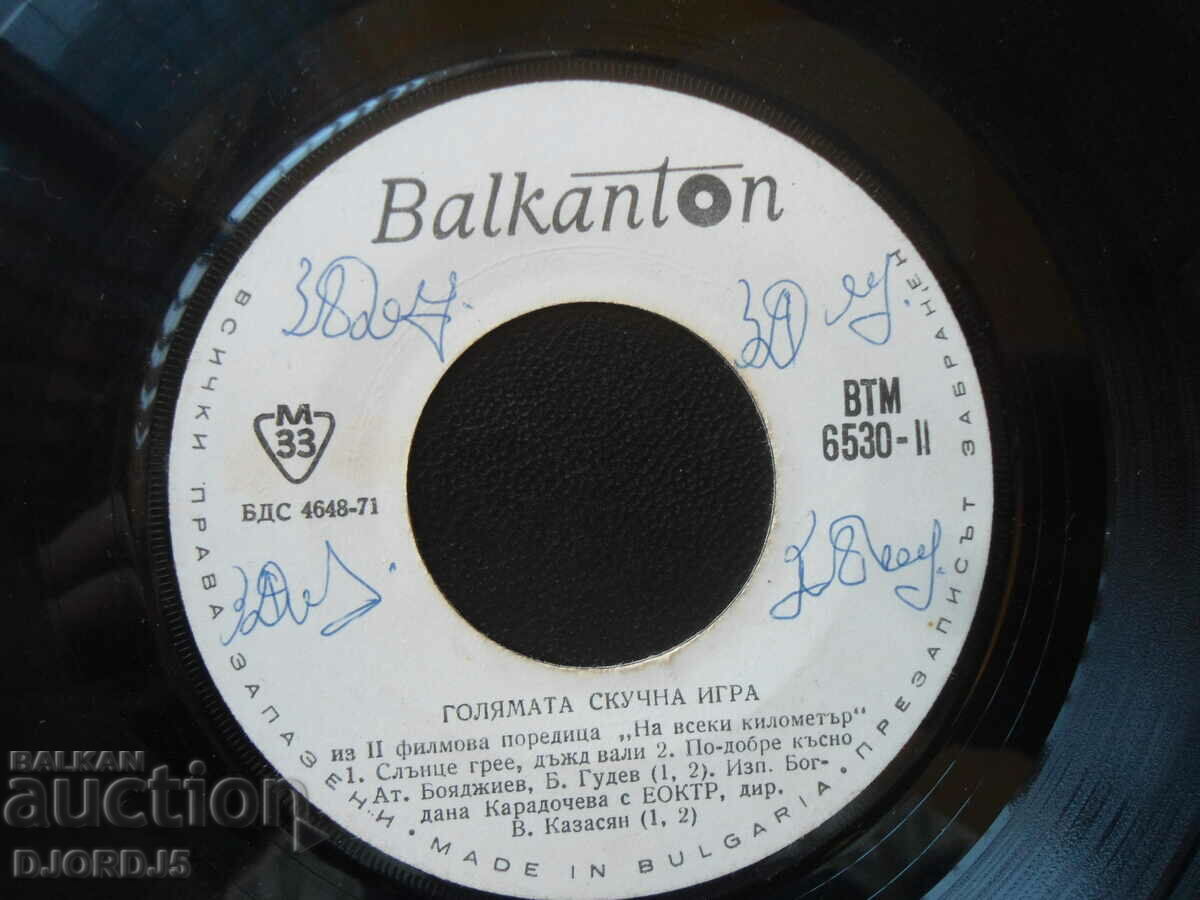 Balkanton
M
33
БДС 4648-71
ВТМ
6530-II
ГОЛЯМАТА СКУЧНА ИГРА
из II филмова поредица „На всеки километър"
1. Слънце грее, дъжд вали 2. По-добре късно
Ат. Бояджиев, Б. Гудев (1, 2). Изп. Бог-
дана Карадочева с ЕОКТР, дир.
В. Казасян (1, 2)
ВСИЧКИ ПРАВА ЗАПАЗЕНИ · MADE IN BULGARIA · ПРЕЗАПИСЪТ ЗАБРАНЕН
BALKAN
auction
DJORDJ5